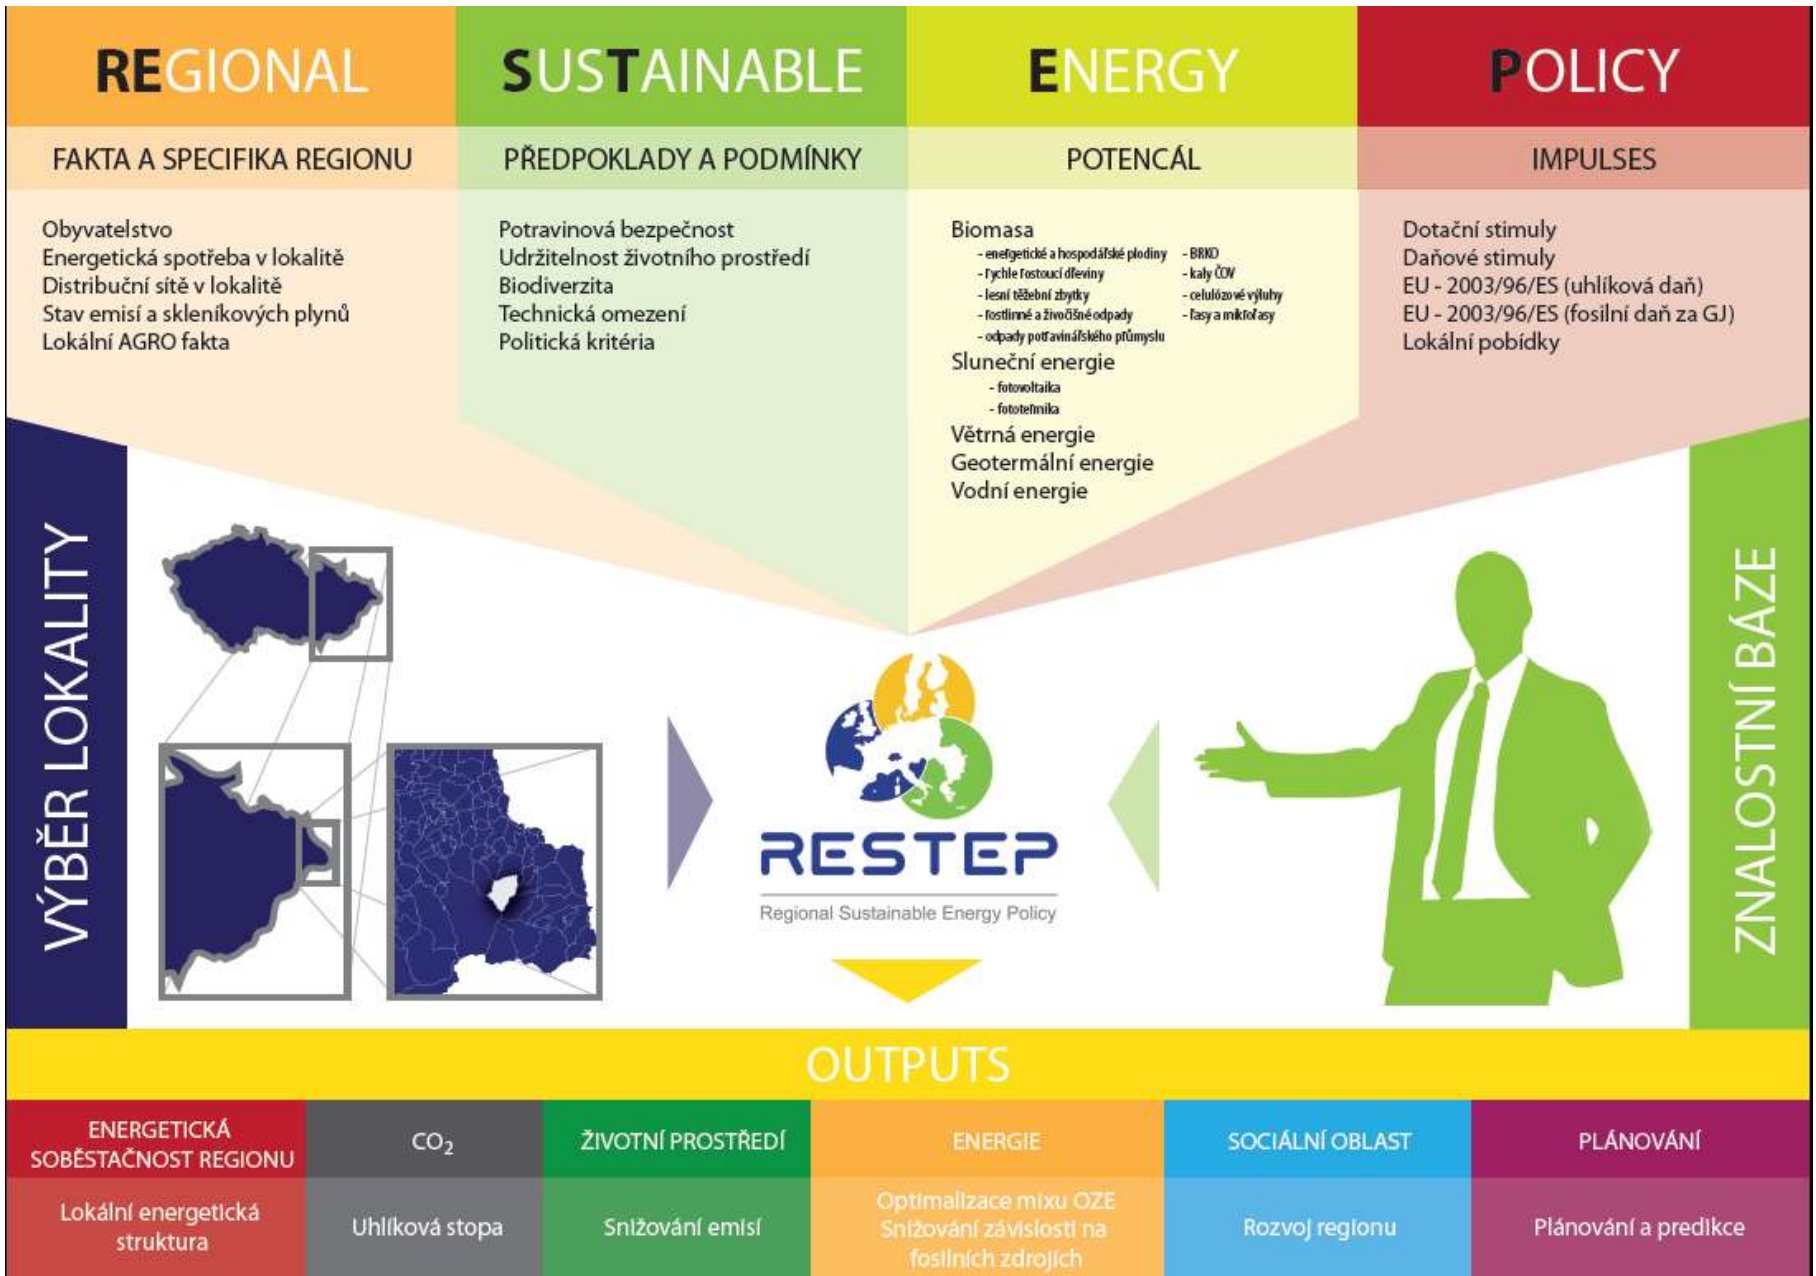 REGIONAL
SUSTAINABLE
ENERGY
POLICY
FAKTA A SPECIFIKA REGIONU
PŘEDPOKLADY A PODMÍNKY
POTENCÁL
IMPULSES
Obyvatelstvo
Energetická spotřeba v lokalitě
Distribuční sítě v lokalitě
Stav emisí a skleníkových plynů
Lokální AGRO fakta
Potravinová bezpečnost
Udržitelnost životního prostředí
Biodiverzita
Technická omezení
Politická kritéria
Biomasa
- energetické a hospodářské plodiny
- rychle rostoucí dřeviny
- lesní těžební zbytky
- rostlinné a živočišné odpady
- odpady potravinářského průmyslu
- BRKO
- kaly ČOV
- celulózové výluhy
- řasy a mikrořasy
Sluneční energie
- fotovoltaika
- fototermika
Větrná energie
Geotermální energie
Vodní energie
Dotační stimuly
Daňové stimuly
EU - 2003/96/ES (uhlíková daň)
EU - 2003/96/ES (fosilní daň za GJ)
Lokální pobídky
VÝBĚR LOKALITY
RESTEP
Regional Sustainable Energy Policy
ZNALOSTNÍ BÁZE
OUTPUTS
ENERGETICKÁ
SOBĚSTAČNOST REGIONU
CO₂
ŽIVOTNÍ PROSTŘEDÍ
ENERGIE
SOCIÁLNÍ OBLAST
PLÁNOVÁNÍ
Lokální energetická
struktura
Uhlíková stopa
Snižování emisí
Optimalizace mixu OZE
Snižování závislosti na
fosilních zdrojích
Rozvoj regionu
Plánování a predikce